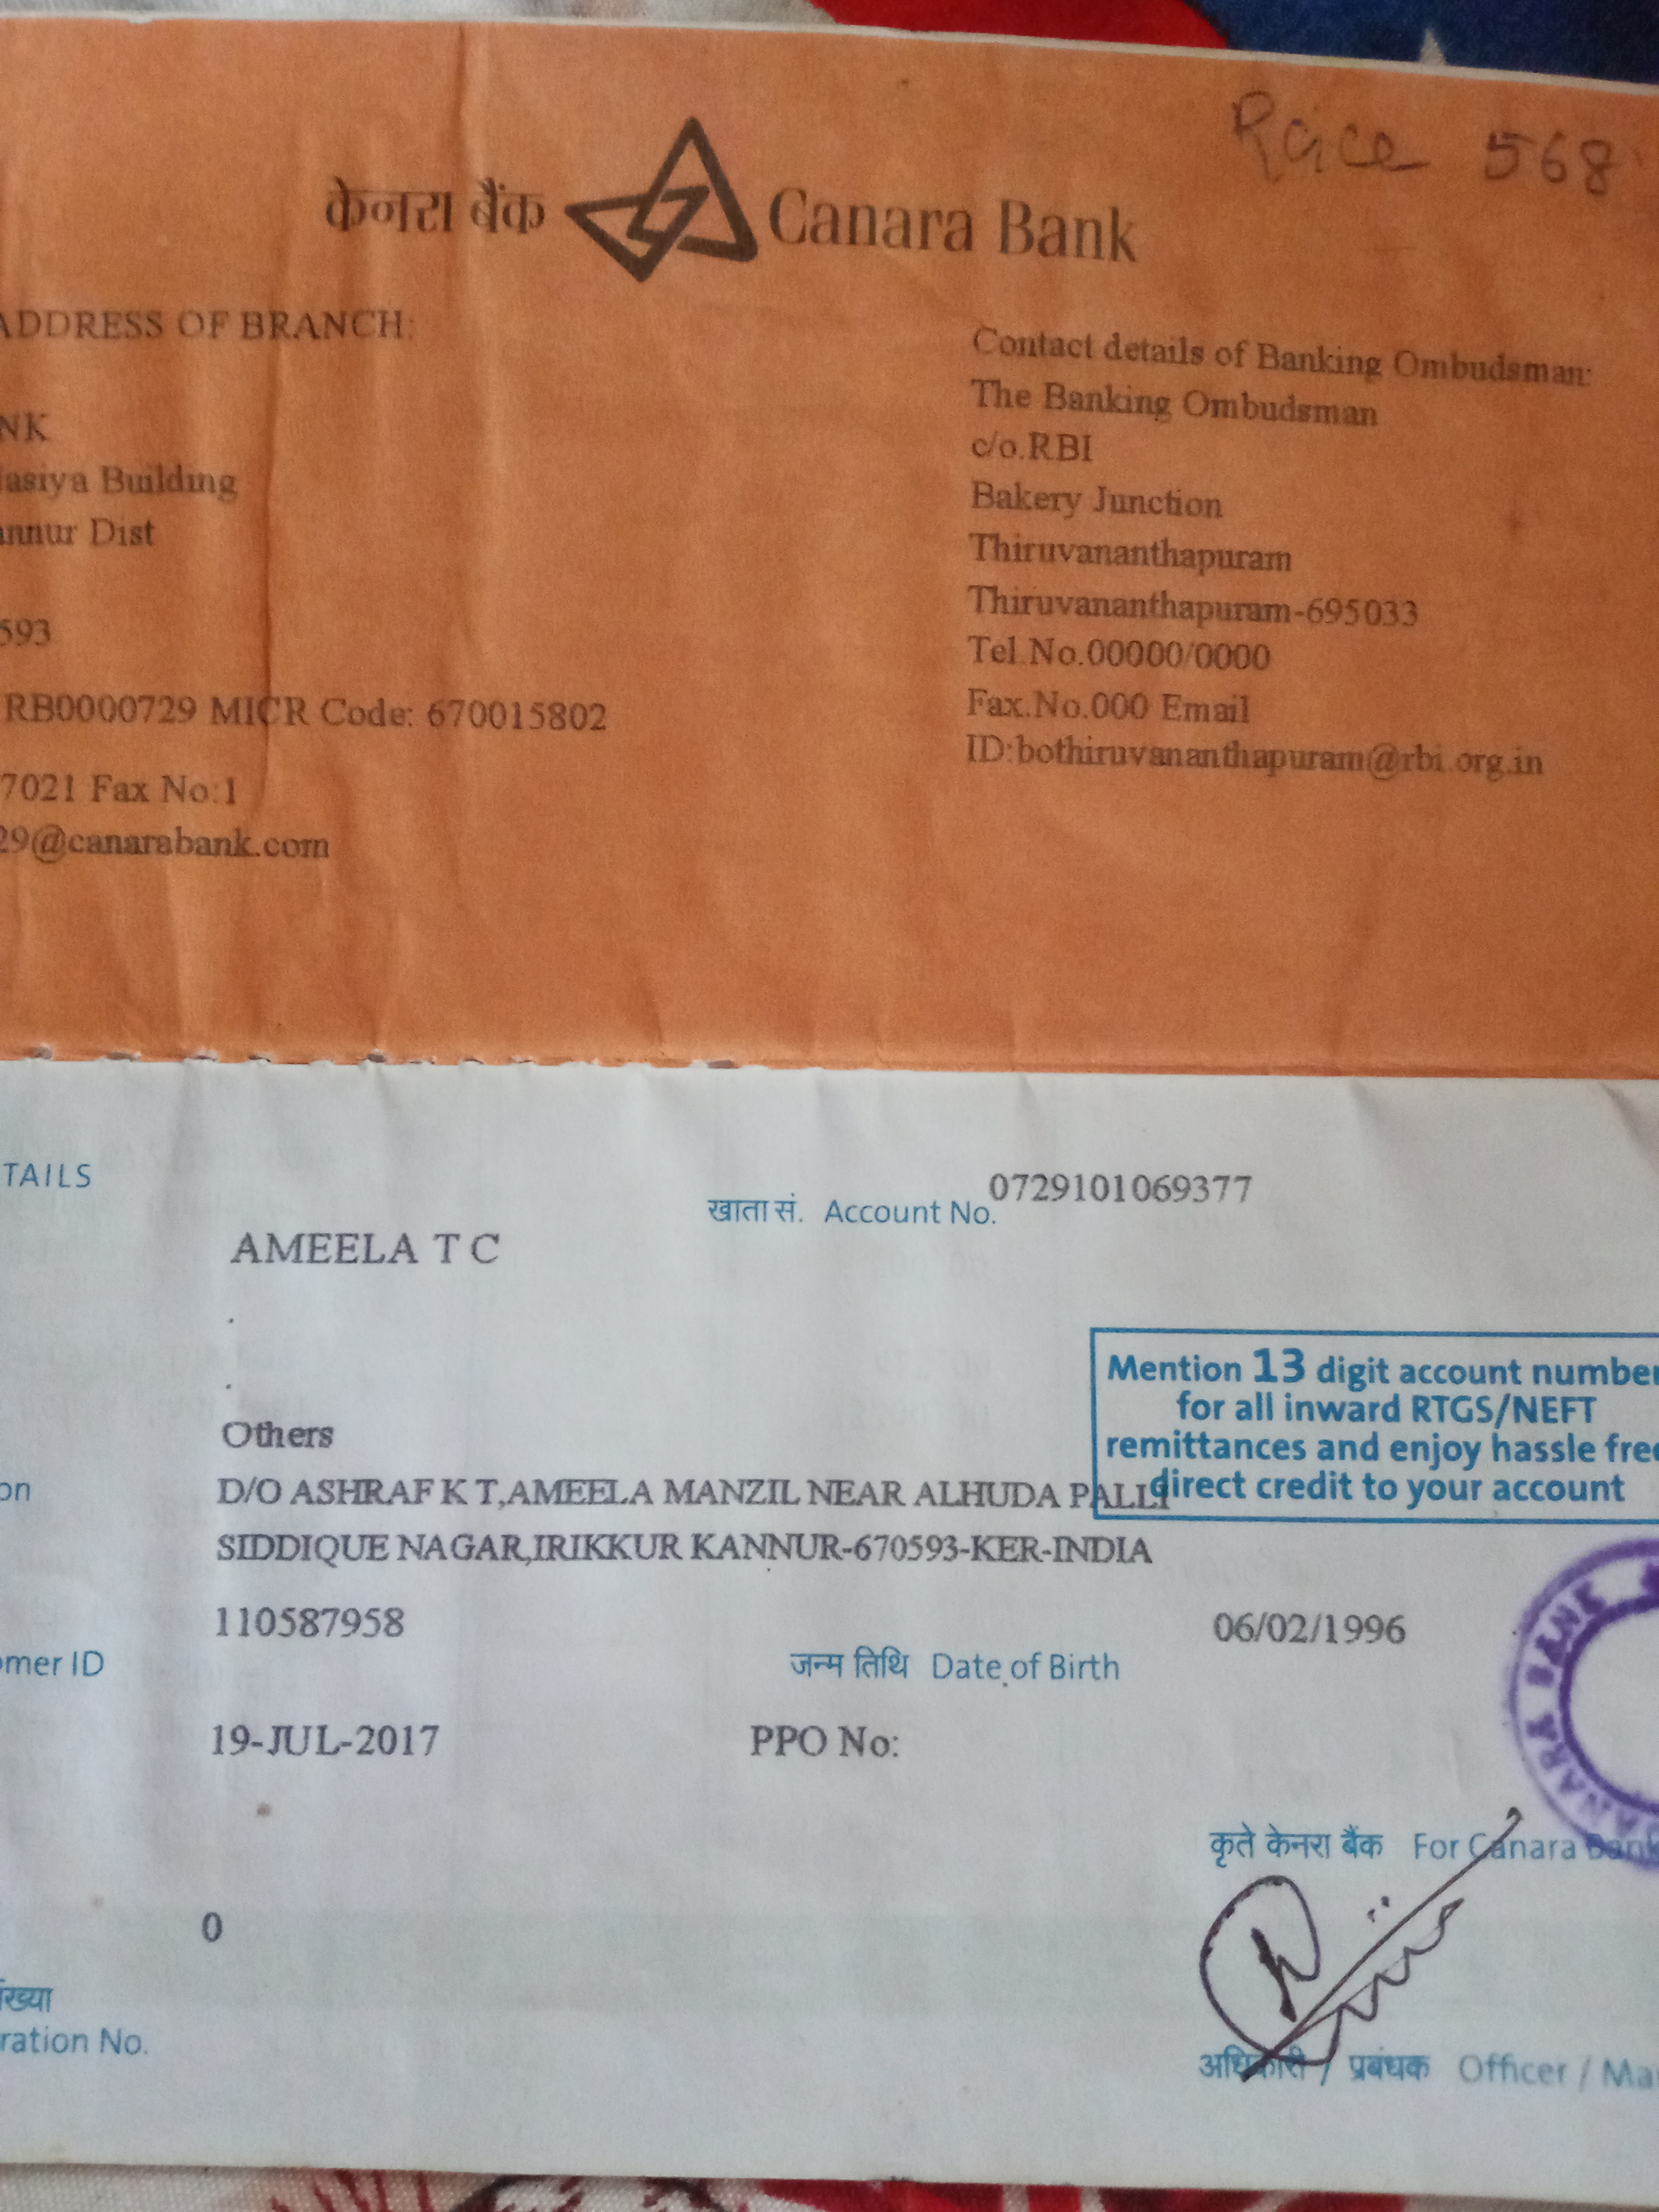 Price 568
केनरा बैंक Canara Bank
ADDRESS OF BRANCH:
NK
asiya Building
annur Dist
593
RB0000729 MICR Code: 670015802
7021 Fax No:1
29@canarabank.com
Contact details of Banking Ombudsman:
The Banking Ombudsman
c/o.RBI
Bakery Junction
Thiruvananthapuram
Thiruvananthapuram-695033
Tel.No.00000/0000
Fax.No.000 Email
ID:bothiruvananthapuram@rbi.org.in
TAILS
खाता सं. Account No. 0729101069377
AMEELA T C
.
.
Mention 13 digit account number
for all inward RTGS/NEFT
remittances and enjoy hassle free
direct credit to your account
Others
on D/O ASHRAF K T,AMEELA MANZIL NEAR ALHUDA PALLI
SIDDIQUE NAGAR,IRIKKUR KANNUR-670593-KER-INDIA
110587958 06/02/1996
mer ID जन्म तिथि Date of Birth
19-JUL-2017 PPO No:
CANARA BANK
कृते केनरा बैंक For Canara Bank
0
ंख्या
ration No.
अधिकारी / प्रबंधक Officer / Ma